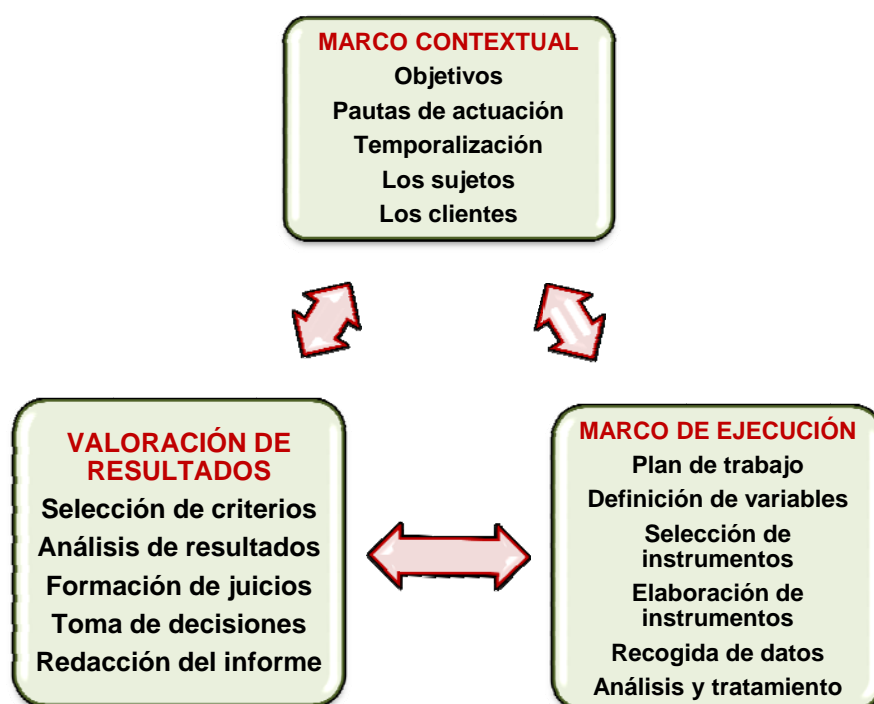 MARCO CONTEXTUAL
Objetivos
Pautas de actuación
Temporalización
Los sujetos
Los clientes
VALORACIÓN DE
RESULTADOS
Selección de criterios
Análisis de resultados
Formación de juicios
Toma de decisiones
Redacción del informe
MARCO DE EJECUCIÓN
Plan de trabajo
Definición de variables
Selección de
instrumentos
Elaboración de
instrumentos
Recogida de datos
Análisis y tratamiento